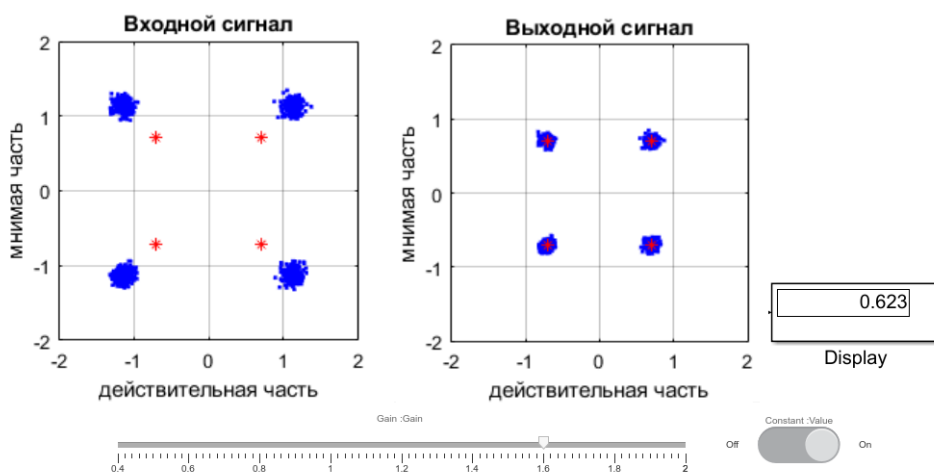 Входной сигнал
2
1
0
-1
-2
мнимая часть
-2 -1 0 1 2
действительная часть
Выходной сигнал
2
1
0
-1
-2
мнимая часть
-2 -1 0 1 2
действительная часть
0.623
Display
Gain :Gain
0.4 0.6 0.8 1 1.2 1.4 1.6 1.8 2
Constant :Value
Off On